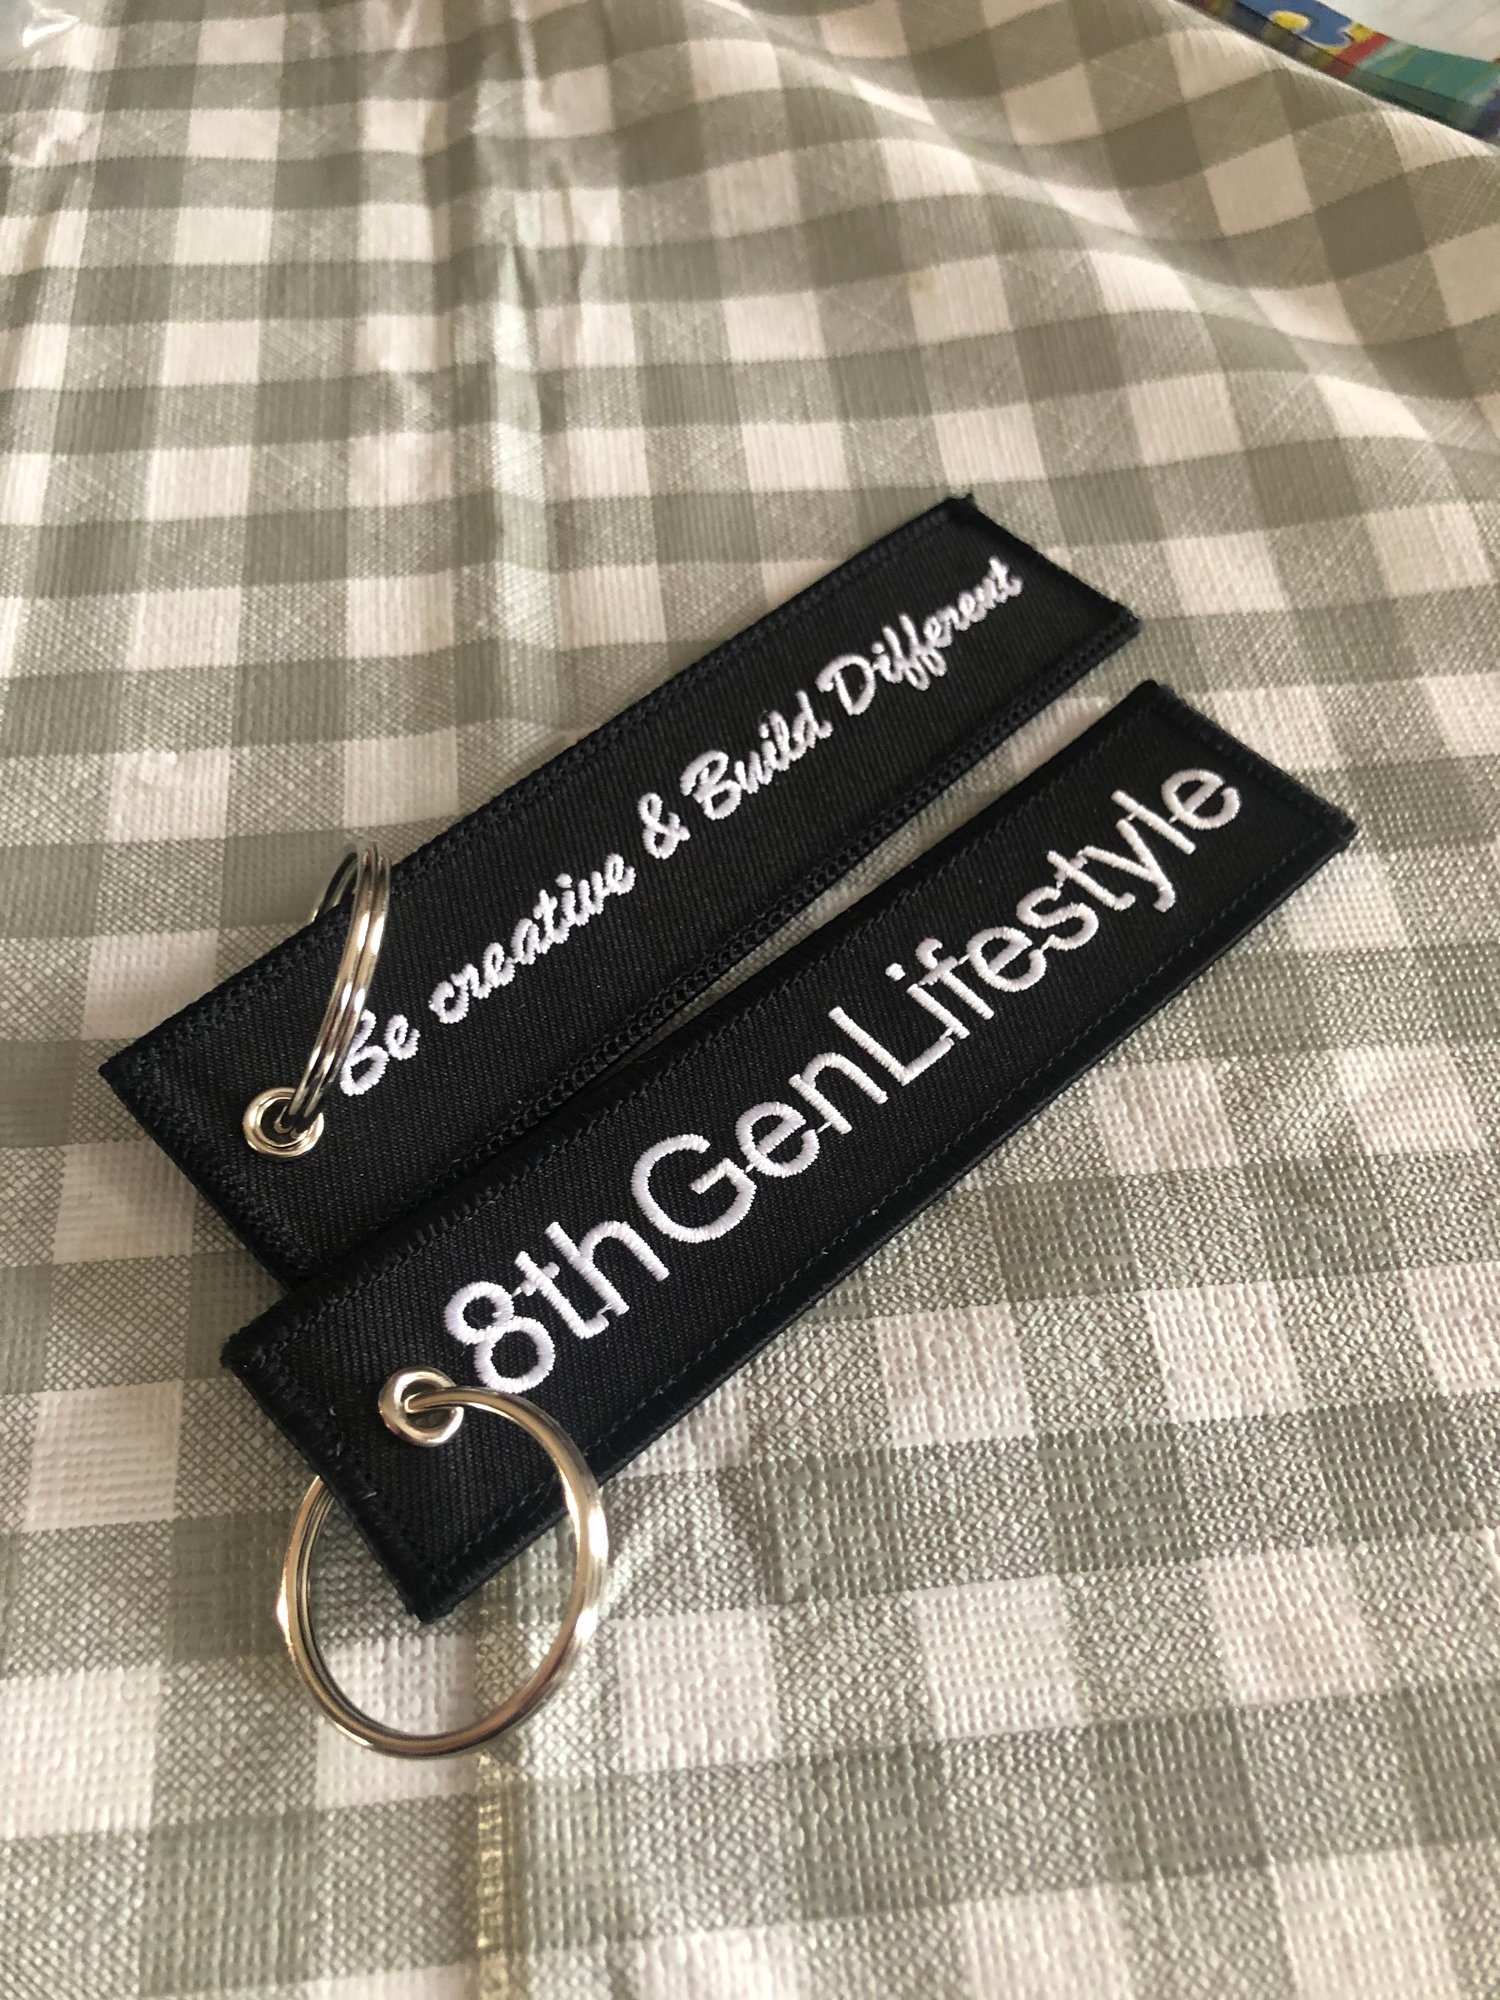 Be creative & Build Different
8thGenLifestyle